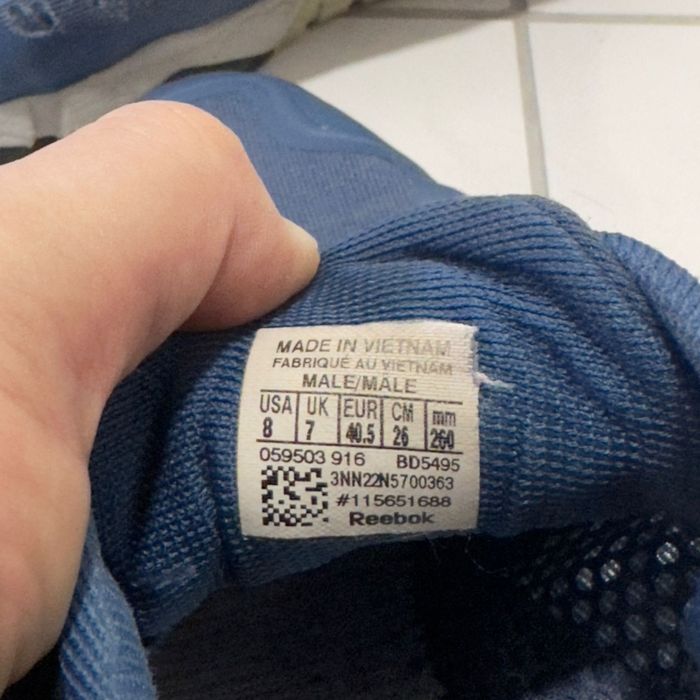 MADE IN VIETNAM
FABRIQUÉ AU VIETNAM
MALE/MALE
USA UK EUR CM mm
8 7 40.5 26 260
059503 916 BD5495
3NN22N5700363
#115651688
Reebok